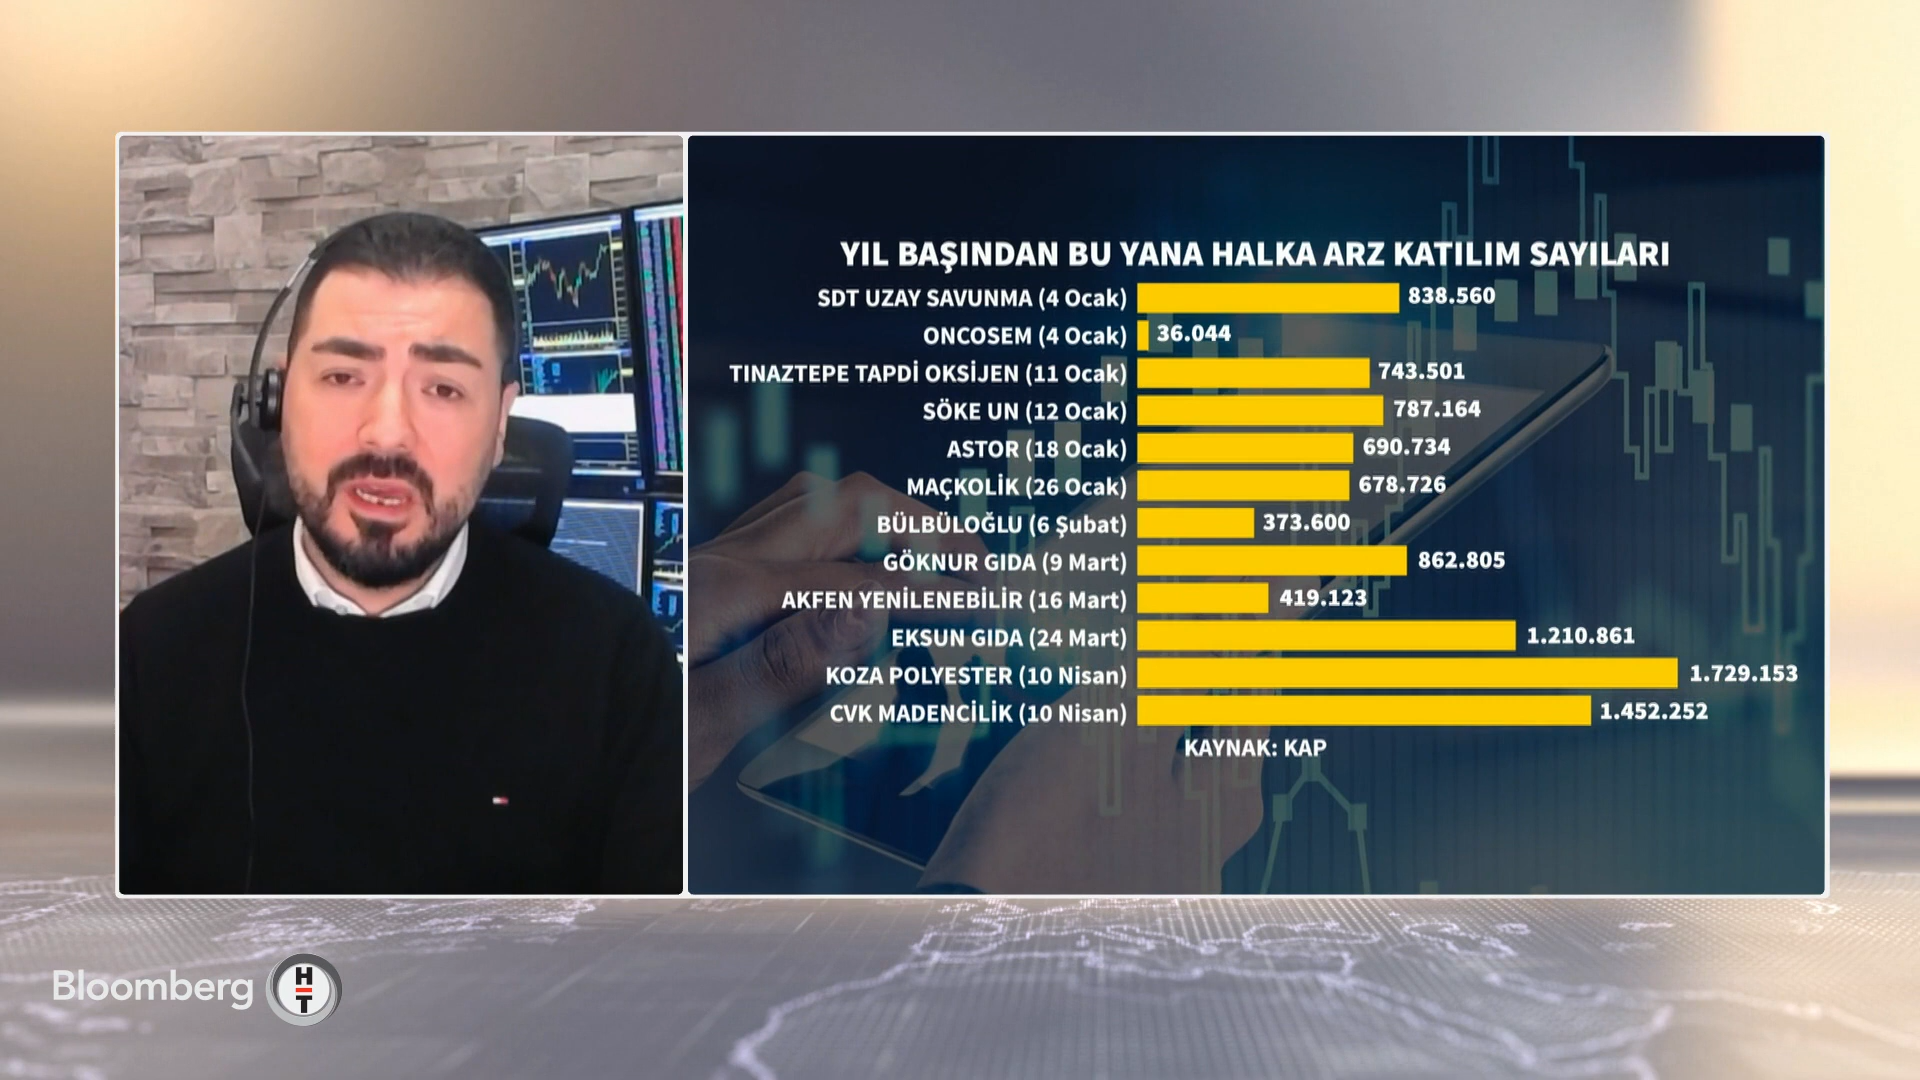 YIL BAŞINDAN BU YANA HALKA ARZ KATILIM SAYILARI
SDT UZAY SAVUNMA (4 Ocak) 838.560
ONCOSEM (4 Ocak) 36.044
TINAZTEPE TAPDİ OKSİJEN (11 Ocak) 743.501
SÖKE UN (12 Ocak) 787.164
ASTOR (18 Ocak) 690.734
MAÇKOLİK (26 Ocak) 678.726
BÜLBÜLOĞLU (6 Şubat) 373.600
GÖKNUR GIDA (9 Mart) 862.805
AKFEN YENİLENEBİLİR (16 Mart) 419.123
EKSUN GIDA (24 Mart) 1.210.861
KOZA POLYESTER (10 Nisan) 1.729.153
CVK MADENCİLİK (10 Nisan) 1.452.252
KAYNAK: KAP
Bloomberg HT